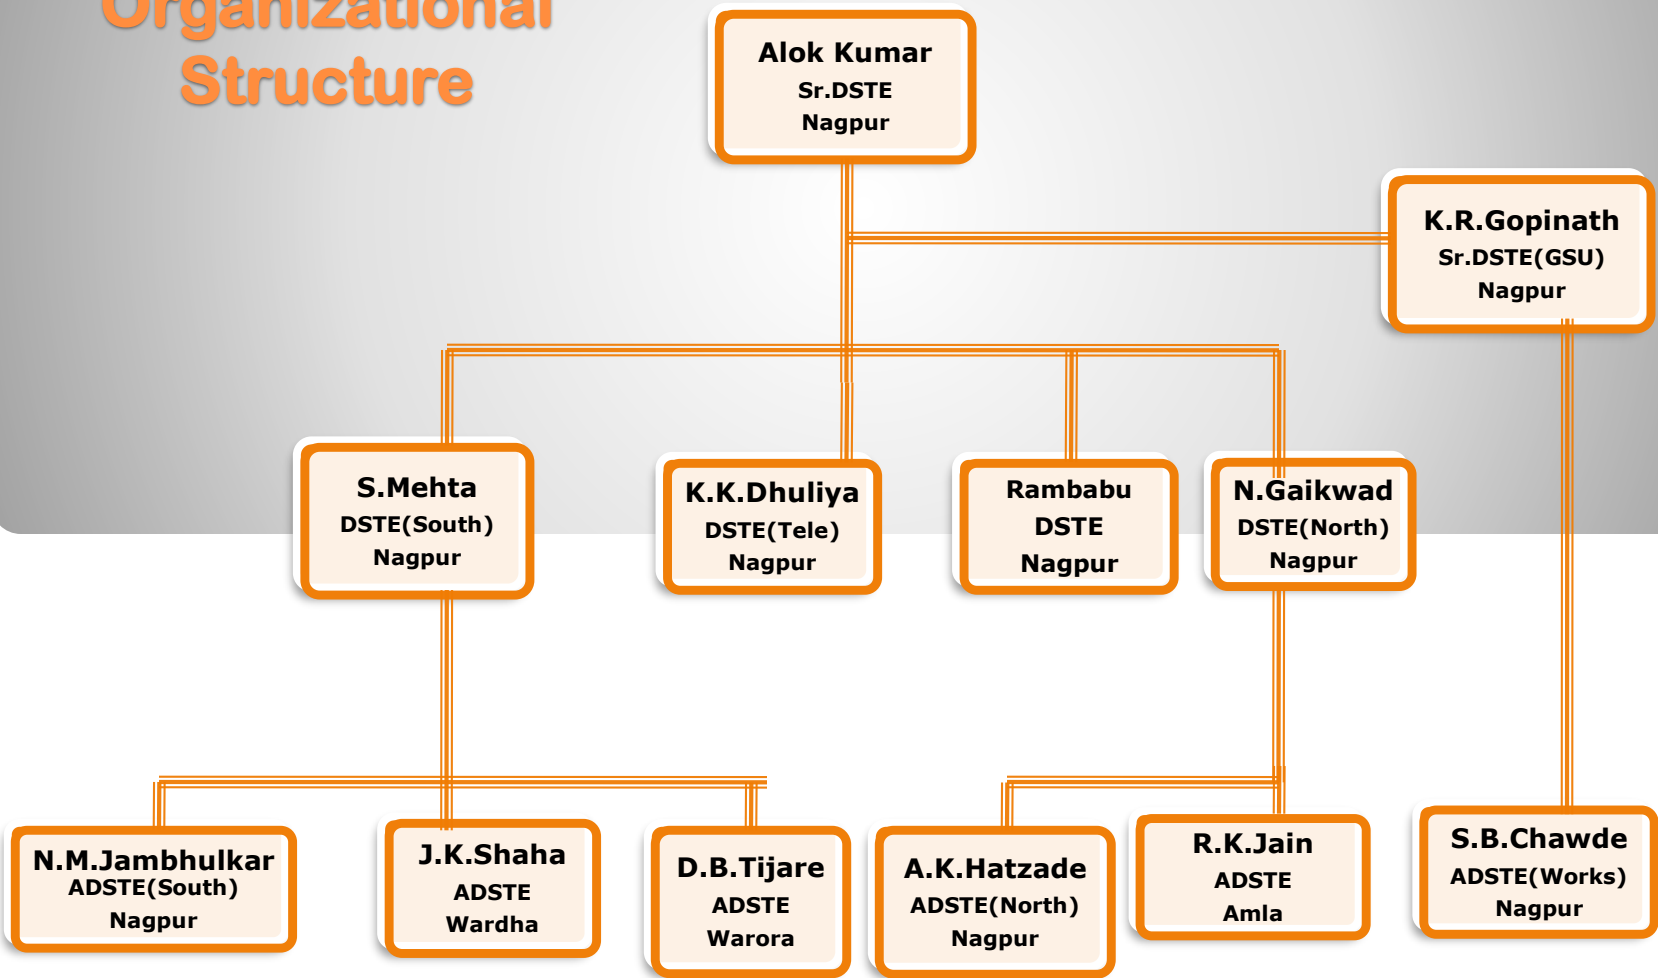 Organizational
Structure
Alok Kumar
Sr.DSTE
Nagpur
K.R.Gopinath
Sr.DSTE(GSU)
Nagpur
S.Mehta
DSTE(South)
Nagpur
K.K.Dhuliya
DSTE(Tele)
Nagpur
Rambabu
DSTE
Nagpur
N.Gaikwad
DSTE(North)
Nagpur
N.M.Jambhulkar
ADSTE(South)
Nagpur
J.K.Shaha
ADSTE
Wardha
D.B.Tijare
ADSTE
Warora
A.K.Hatzade
ADSTE(North)
Nagpur
R.K.Jain
ADSTE
Amla
S.B.Chawde
ADSTE(Works)
Nagpur